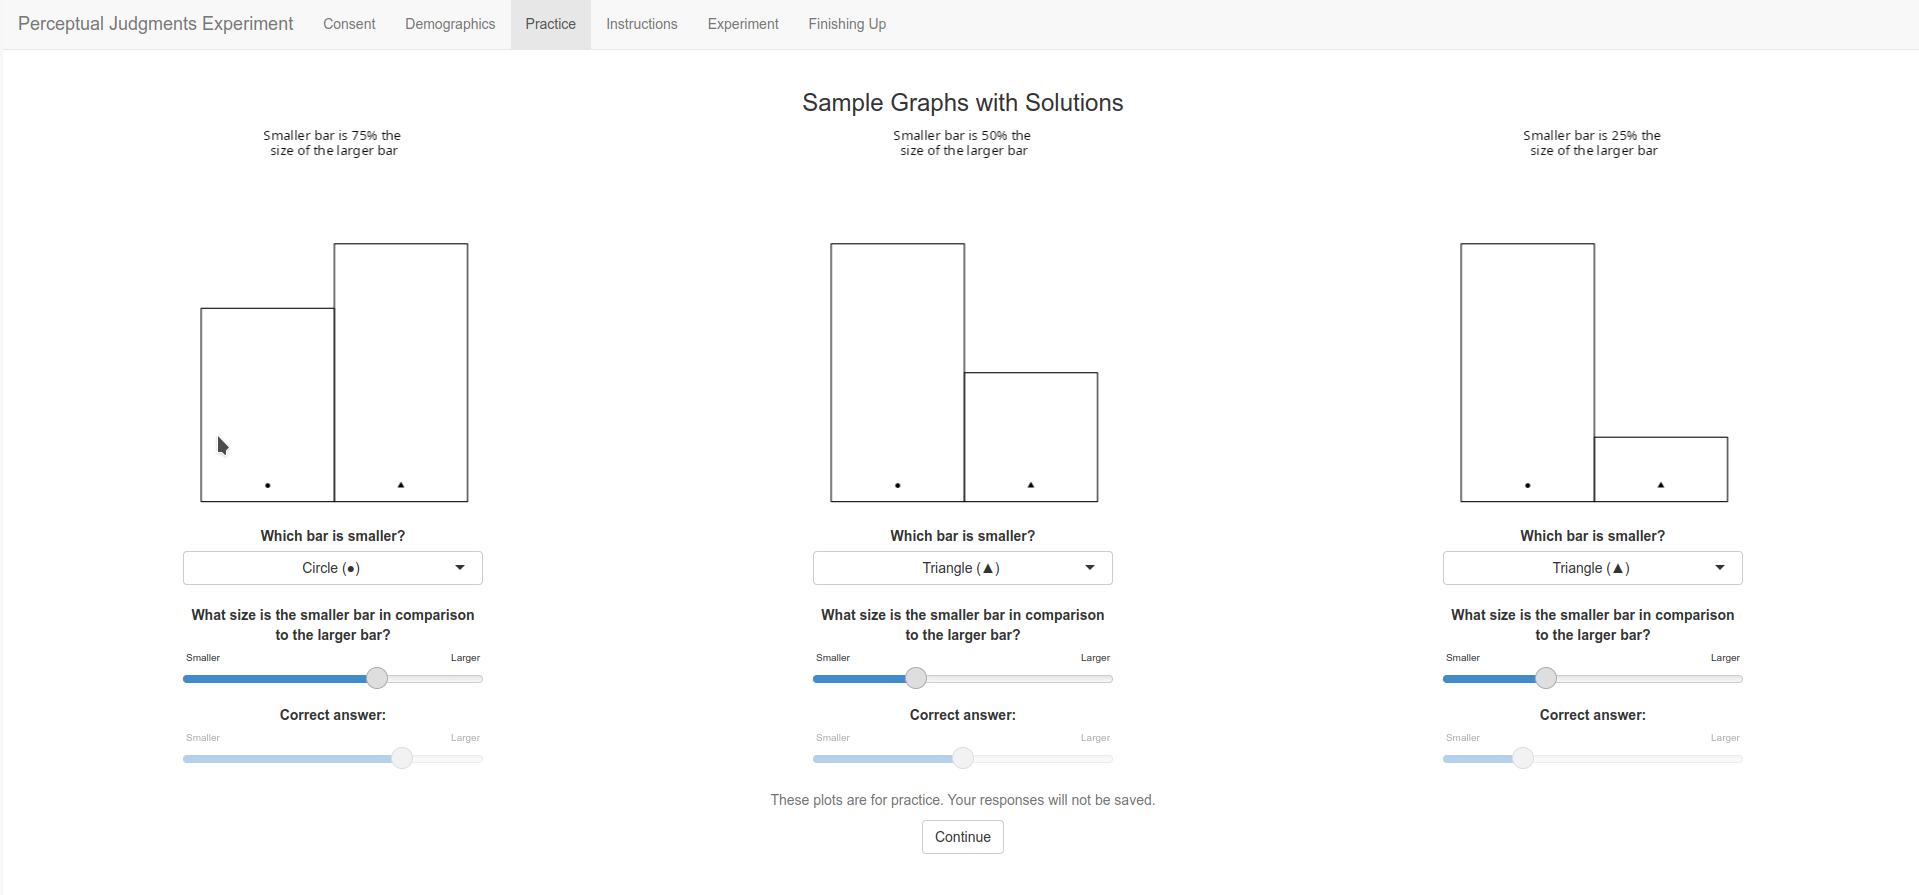 Perceptual Judgments Experiment Consent Demographics Practice Instructions Experiment Finishing Up
Sample Graphs with Solutions
Smaller bar is 75% the
size of the larger bar
Smaller bar is 50% the
size of the larger bar
Smaller bar is 25% the
size of the larger bar
Which bar is smaller?
Circle (●)
What size is the smaller bar in comparison
to the larger bar?
Smaller Larger
Correct answer:
Smaller Larger
Which bar is smaller?
Triangle (▲)
What size is the smaller bar in comparison
to the larger bar?
Smaller Larger
Correct answer:
Smaller Larger
Which bar is smaller?
Triangle (▲)
What size is the smaller bar in comparison
to the larger bar?
Smaller Larger
Correct answer:
Smaller Larger
These plots are for practice. Your responses will not be saved.
Continue